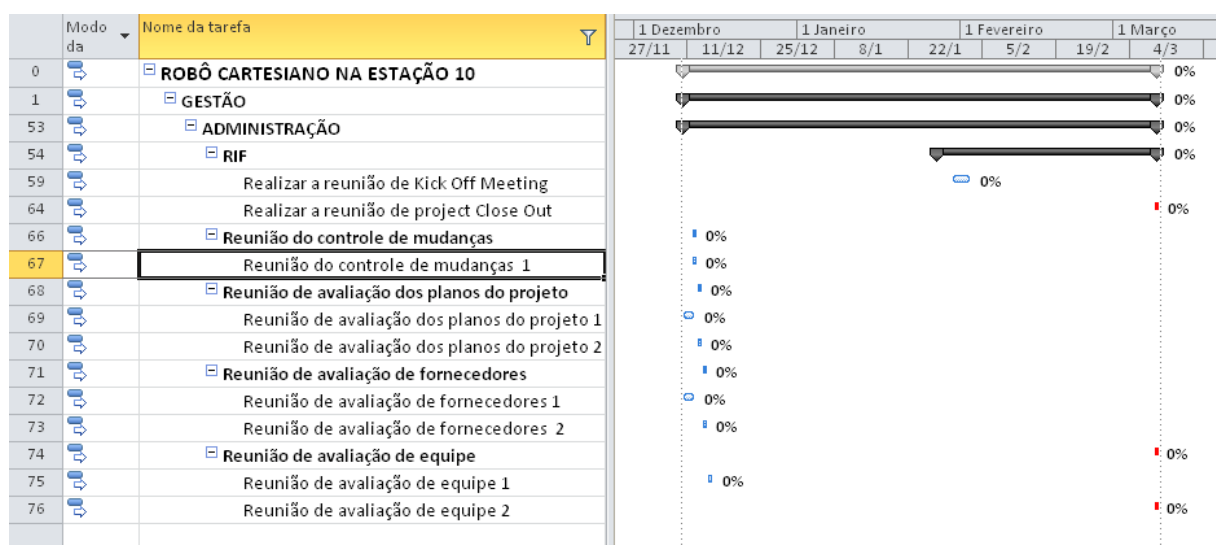 Modo da
Nome da tarefa
1 Dezembro 1 Janeiro 1 Fevereiro 1 Março
27/11 11/12 25/12 8/1 22/1 5/2 19/2 4/3
0 ROBÔ CARTESIANO NA ESTAÇÃO 10 0%
1 GESTÃO 0%
53 ADMINISTRAÇÃO 0%
54 RIF 0%
59 Realizar a reunião de Kick Off Meeting 0%
64 Realizar a reunião de project Close Out 0%
66 Reunião do controle de mudanças 0%
67 Reunião do controle de mudanças 1 0%
68 Reunião de avaliação dos planos do projeto 0%
69 Reunião de avaliação dos planos do projeto 1 0%
70 Reunião de avaliação dos planos do projeto 2 0%
71 Reunião de avaliação de fornecedores 0%
72 Reunião de avaliação de fornecedores 1 0%
73 Reunião de avaliação de fornecedores 2 0%
74 Reunião de avaliação de equipe 0%
75 Reunião de avaliação de equipe 1 0%
76 Reunião de avaliação de equipe 2 0%